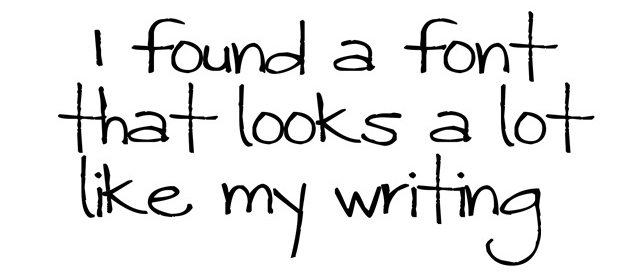 I found a font
that looks a lot
like my writing